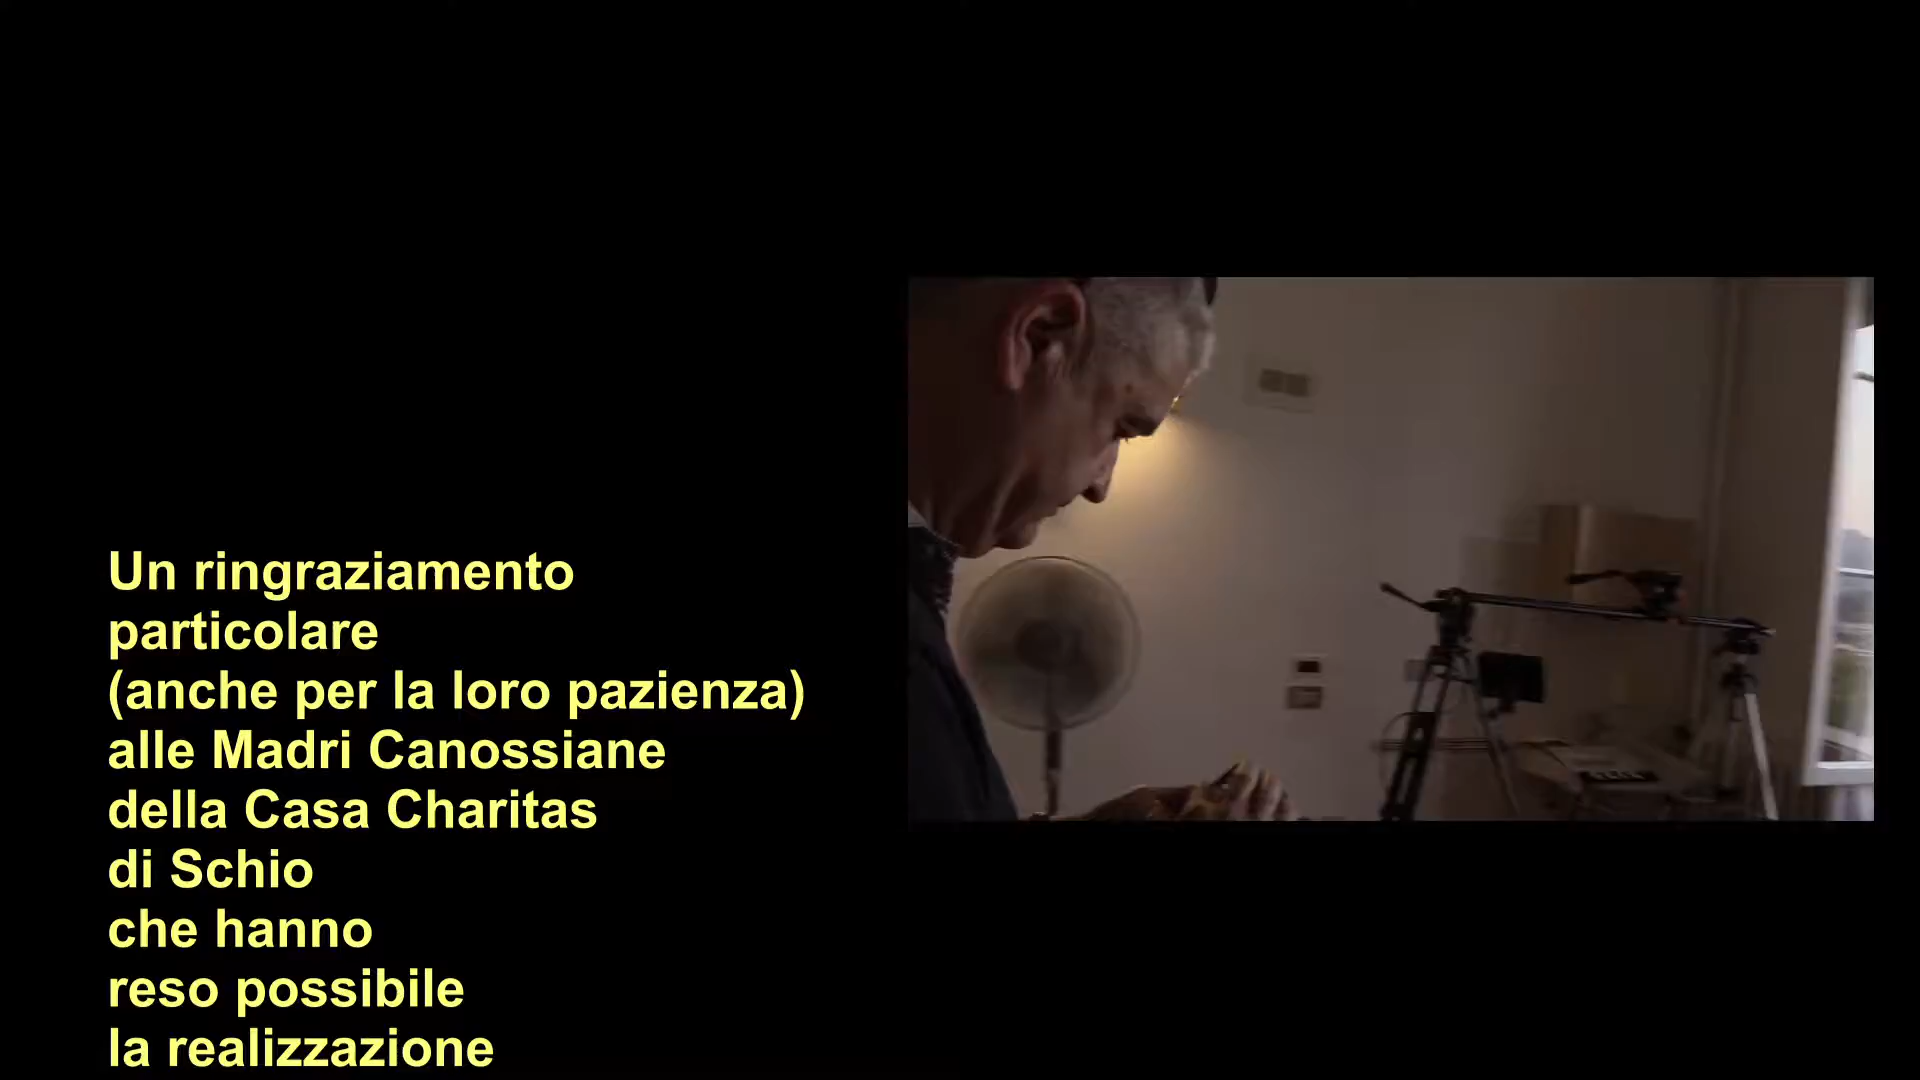 Un ringraziamento
particolare
(anche per la loro pazienza)
alle Madri Canossiane
della Casa Charitas
di Schio
che hanno
reso possibile
la realizzazione